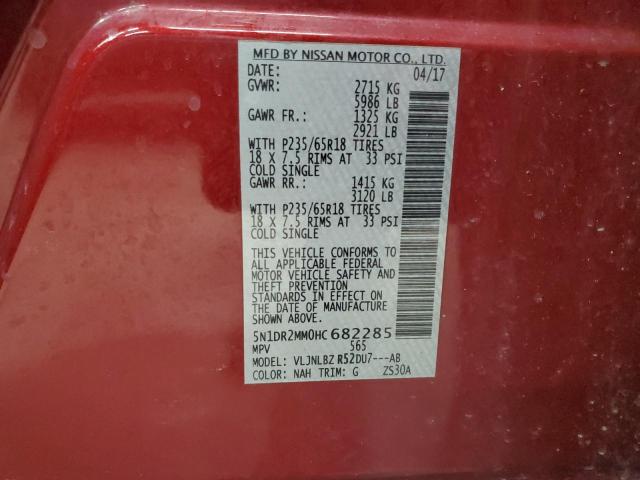 MFD BY NISSAN MOTOR CO., LTD.
DATE: 04/17
GVWR: 2715 KG
5986 LB
GAWR FR.: 1325 KG
2921 LB
WITH P235/65R18 TIRES
18 X 7.5 RIMS AT 33 PSI
COLD SINGLE
GAWR RR.: 1415 KG
3120 LB
WITH P235/65R18 TIRES
18 X 7.5 RIMS AT 33 PSI
COLD SINGLE
THIS VEHICLE CONFORMS TO
ALL APPLICABLE FEDERAL
MOTOR VEHICLE SAFETY AND
THEFT PREVENTION
STANDARDS IN EFFECT ON
THE DATE OF MANUFACTURE
SHOWN ABOVE.
5N1DR2MM0HC682285
MPV 565
MODEL: VLJNLBZ R52DU7---AB
COLOR: NAH TRIM: G ZS30A